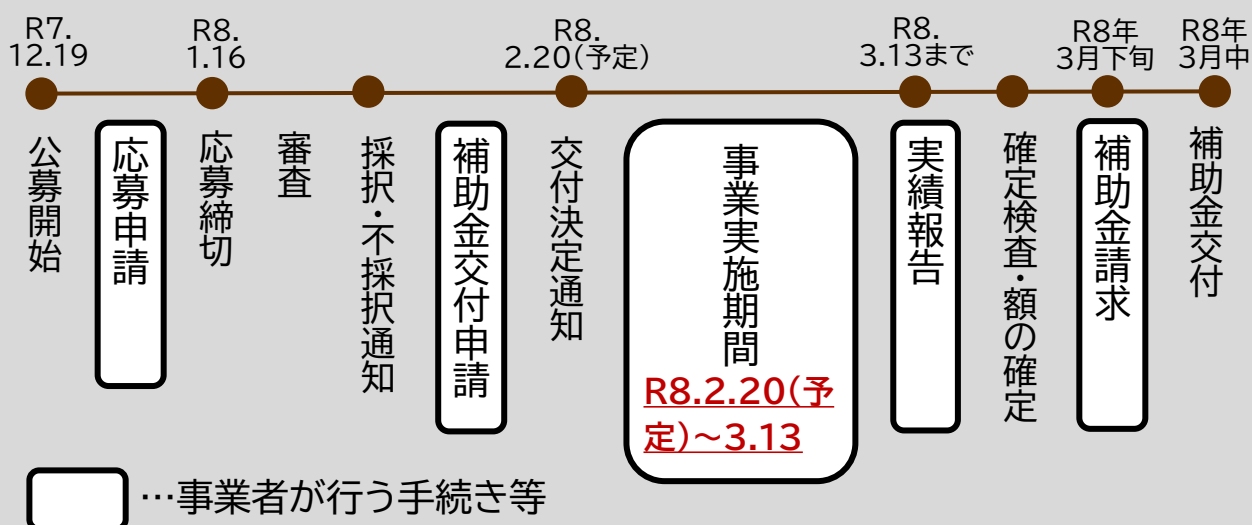 R7.
12.19
R8.
1.16
R8.
2.20(予定)
R8.
3.13まで
R8年
3月下旬
R8年
3月中
公募開始
応募申請
応募締切
審査
採択・不採択通知
補助金交付申請
交付決定通知
事業実施期間
R8.2.20(予
定)～3.13
実績報告
確定検査・額の確定
補助金請求
補助金交付
…事業者が行う手続き等